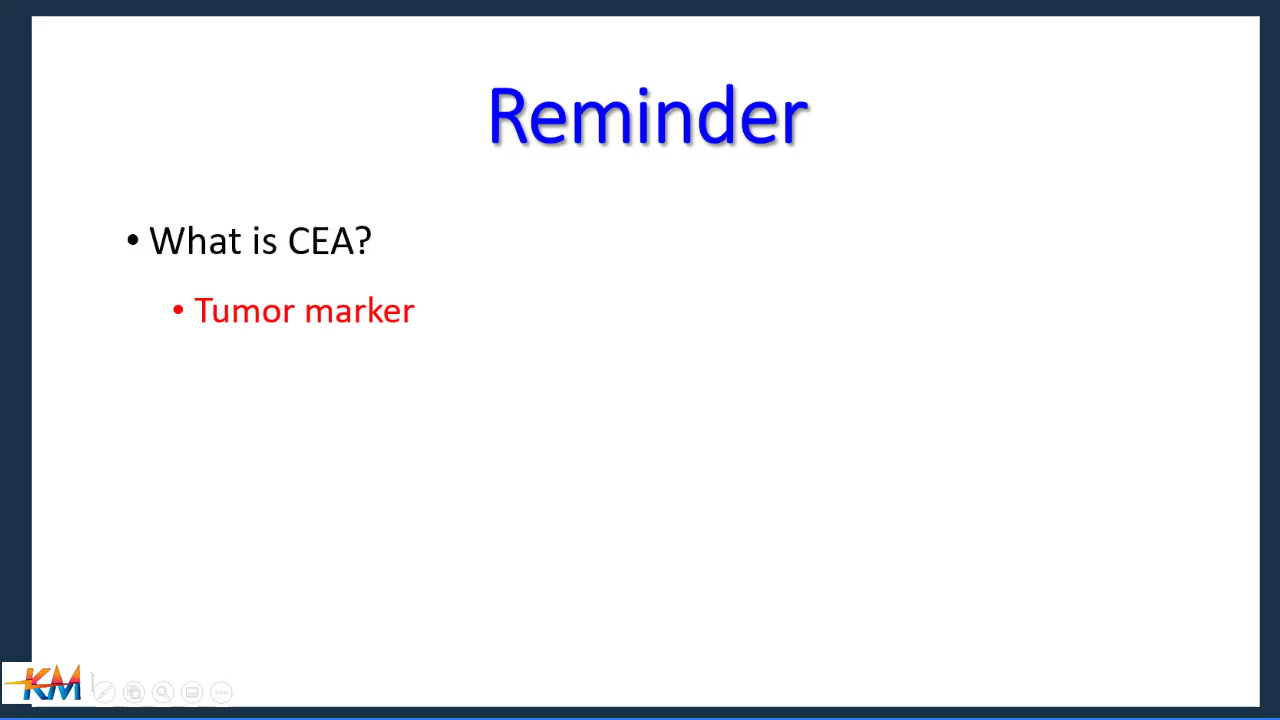 Reminder
• What is CEA?
• Tumor marker
KM